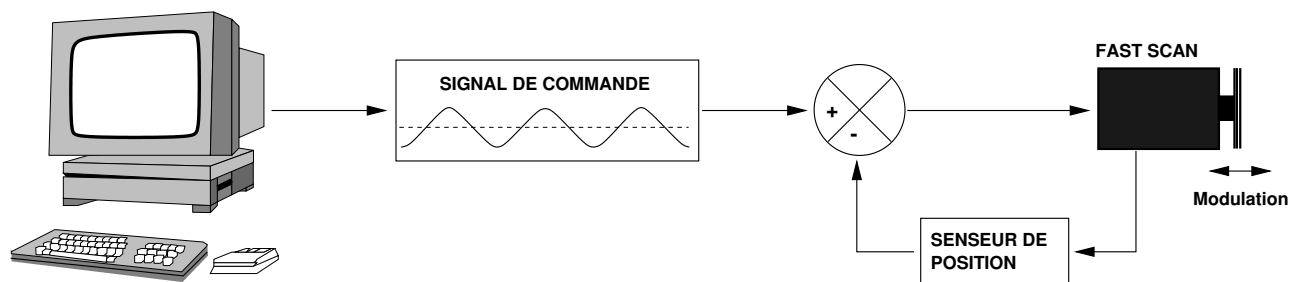 SIGNAL DE COMMANDE
+
-
FAST SCAN
Modulation
SENSEUR DE
POSITION